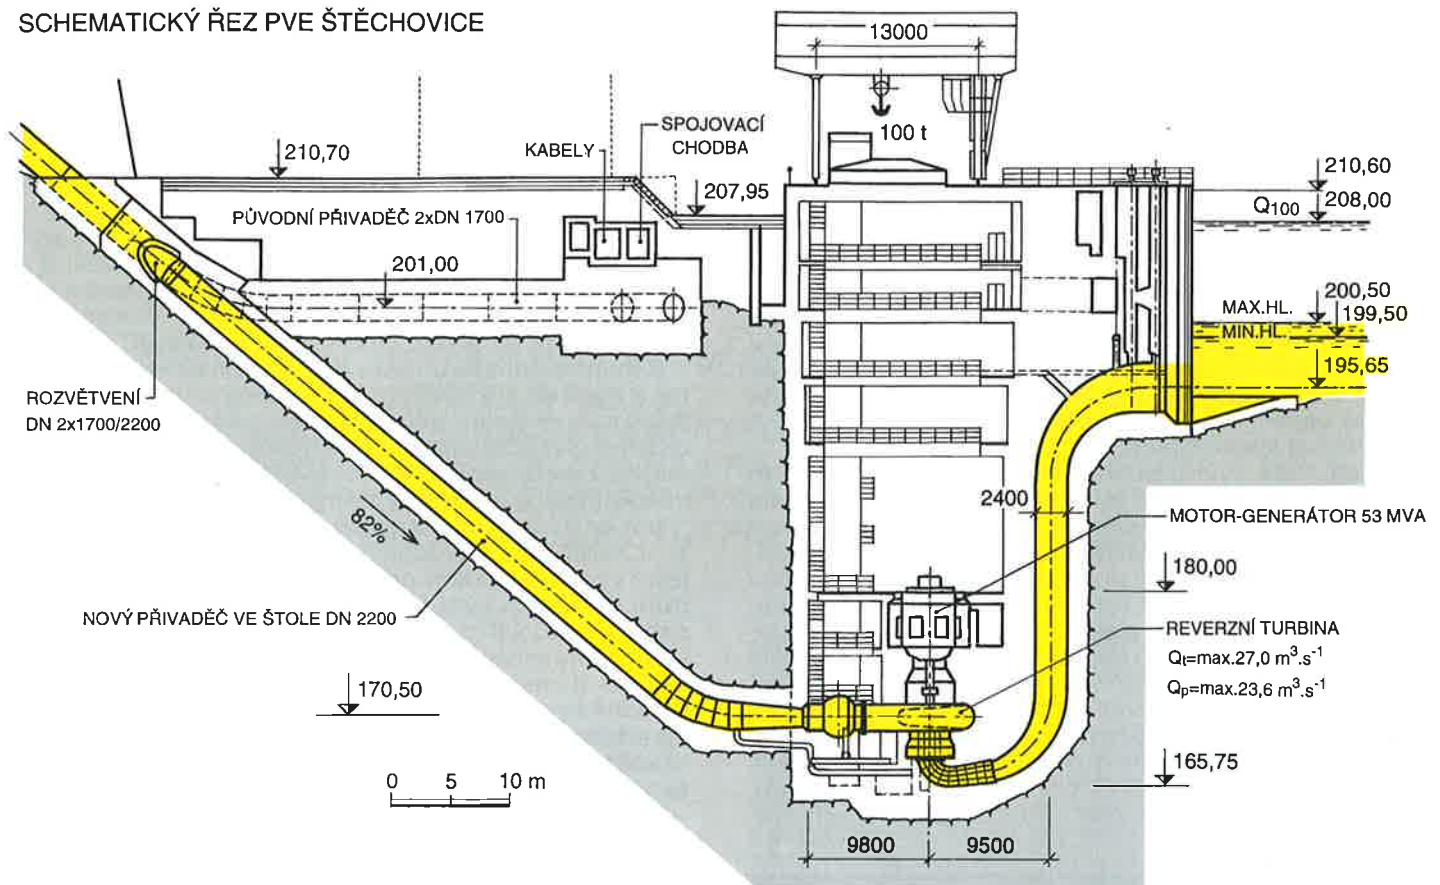 SCHEMATICKÝ ŘEZ PVE ŠTĚCHOVICE
13000
100 t
SPOJOVACÍ
CHODBA
KABELY
210,70
207,95
210,60
Q100 208,00
PŮVODNÍ PŘIVADĚČ 2xDN 1700
201,00
MAX.HL. 200,50
MIN.HL. 199,50
195,65
ROZVĚTVENÍ
DN 2x1700/2200
82%
2400
MOTOR-GENERÁTOR 53 MVA
180,00
NOVÝ PŘIVADĚČ VE ŠTOLE DN 2200
REVERZNÍ TURBINA
Qt=max.27,0 m³.s⁻¹
Qp=max.23,6 m³.s⁻¹
170,50
165,75
0 5 10 m
9800 9500